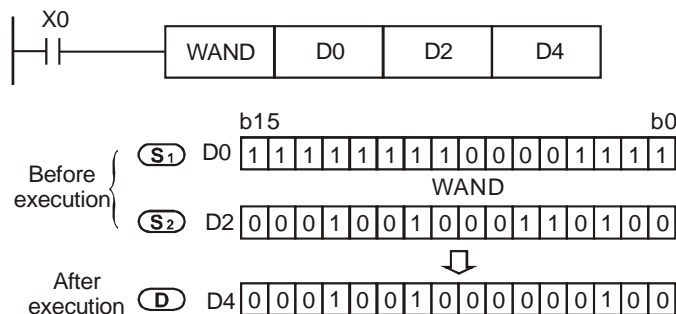 X0
WAND D0 D2 D4
b15 b0
Before execution
S1 D0 1 1 1 1 1 1 1 1 0 0 0 0 1 1 1 1
WAND
S2 D2 0 0 0 1 0 0 1 0 0 0 1 1 0 1 0 0
After execution
D D4 0 0 0 1 0 0 1 0 0 0 0 0 0 1 0 0